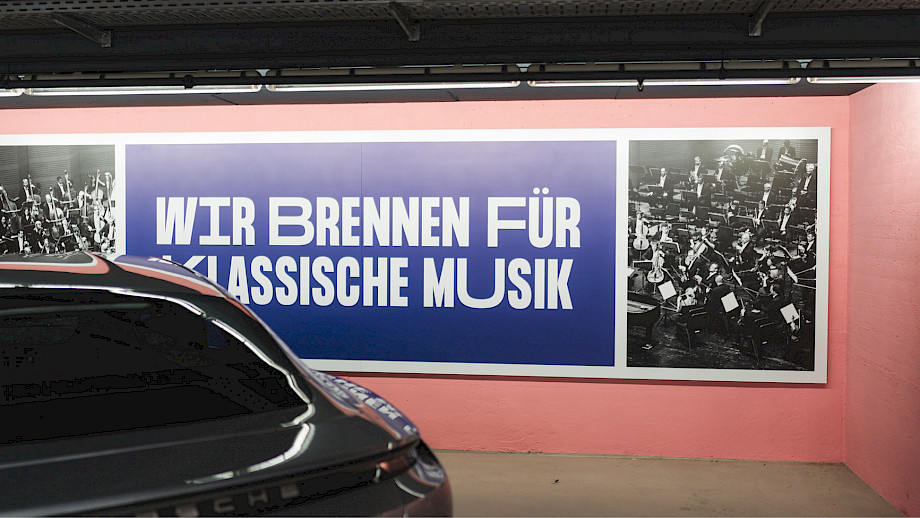 WIR BRENNEN FÜR
KLASSISCHE MUSIK